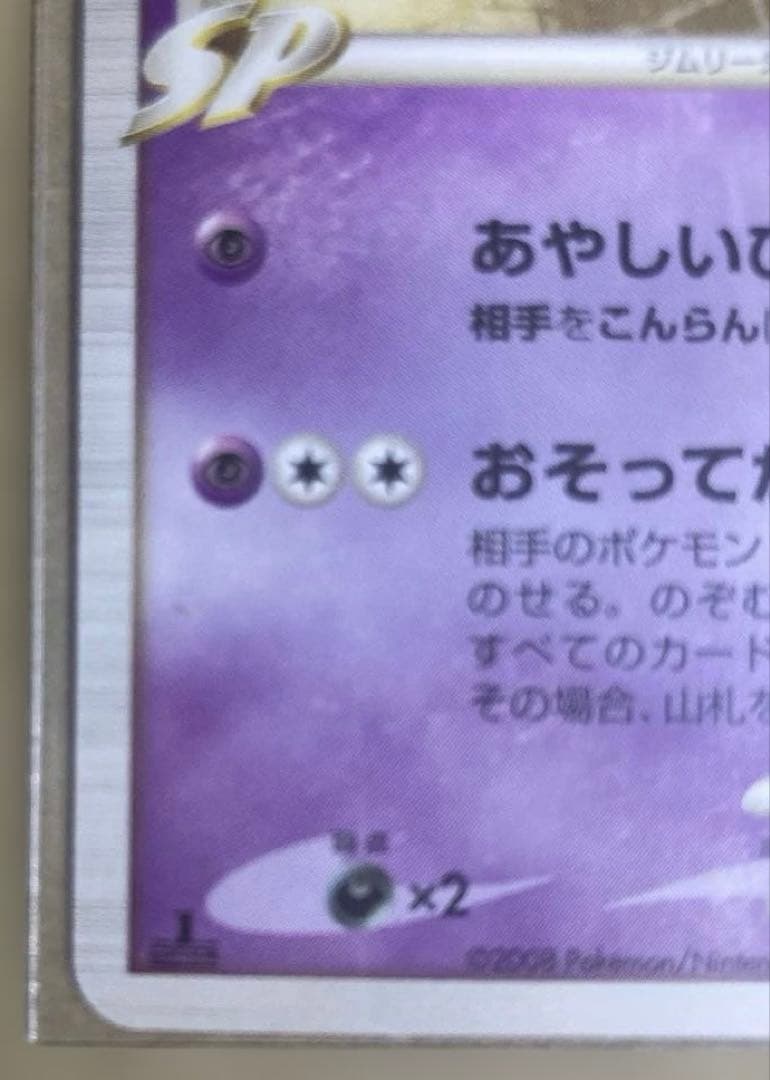 SP
ジムリーダ
あやしいひ
相手をこんらん
おそってだ
相手のポケモン
のせる。のぞむ
すべてのカード
その場合、山札を
弱点
×2
1
©2008 Pokémon/Ninten